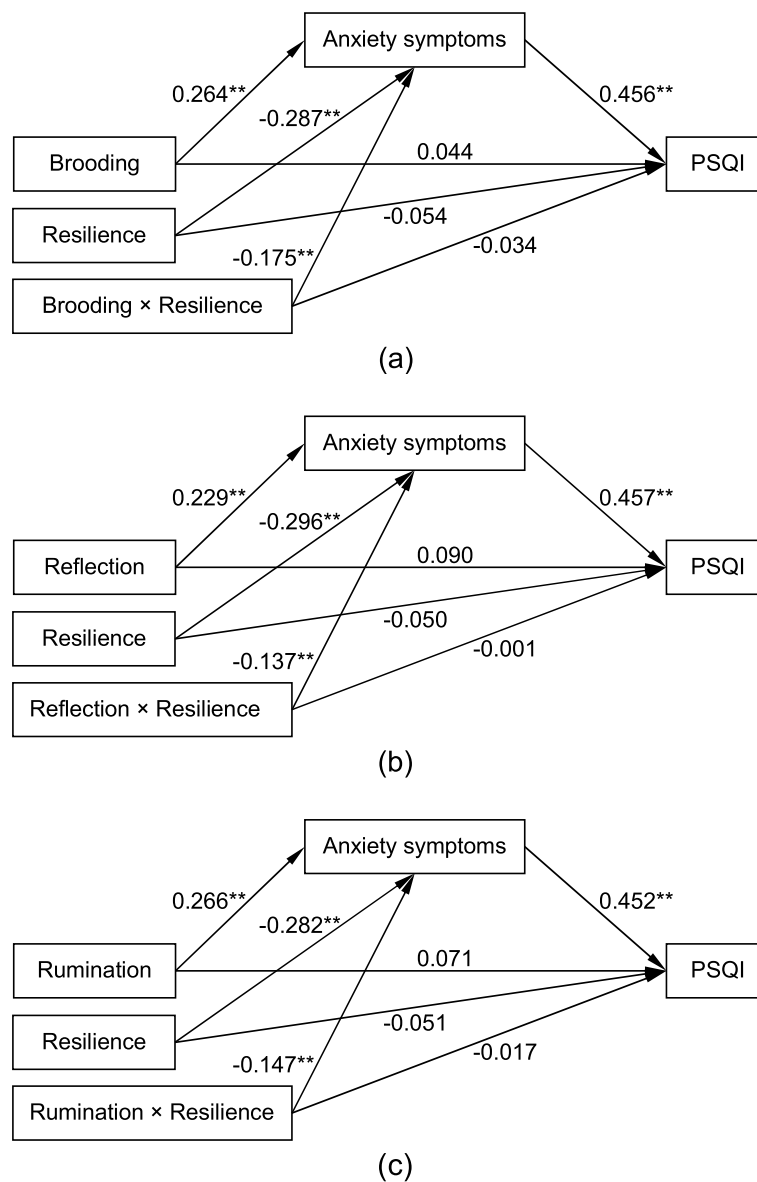 Anxiety symptoms
0.264**
-0.287**
0.456**
Brooding
0.044
PSQI
Resilience
-0.054
-0.175**
-0.034
Brooding × Resilience
(a)
Anxiety symptoms
0.229**
-0.296**
0.457**
Reflection
0.090
PSQI
Resilience
-0.050
-0.137**
-0.001
Reflection × Resilience
(b)
Anxiety symptoms
0.266**
-0.282**
0.452**
Rumination
0.071
PSQI
Resilience
-0.051
-0.147**
-0.017
Rumination × Resilience
(c)